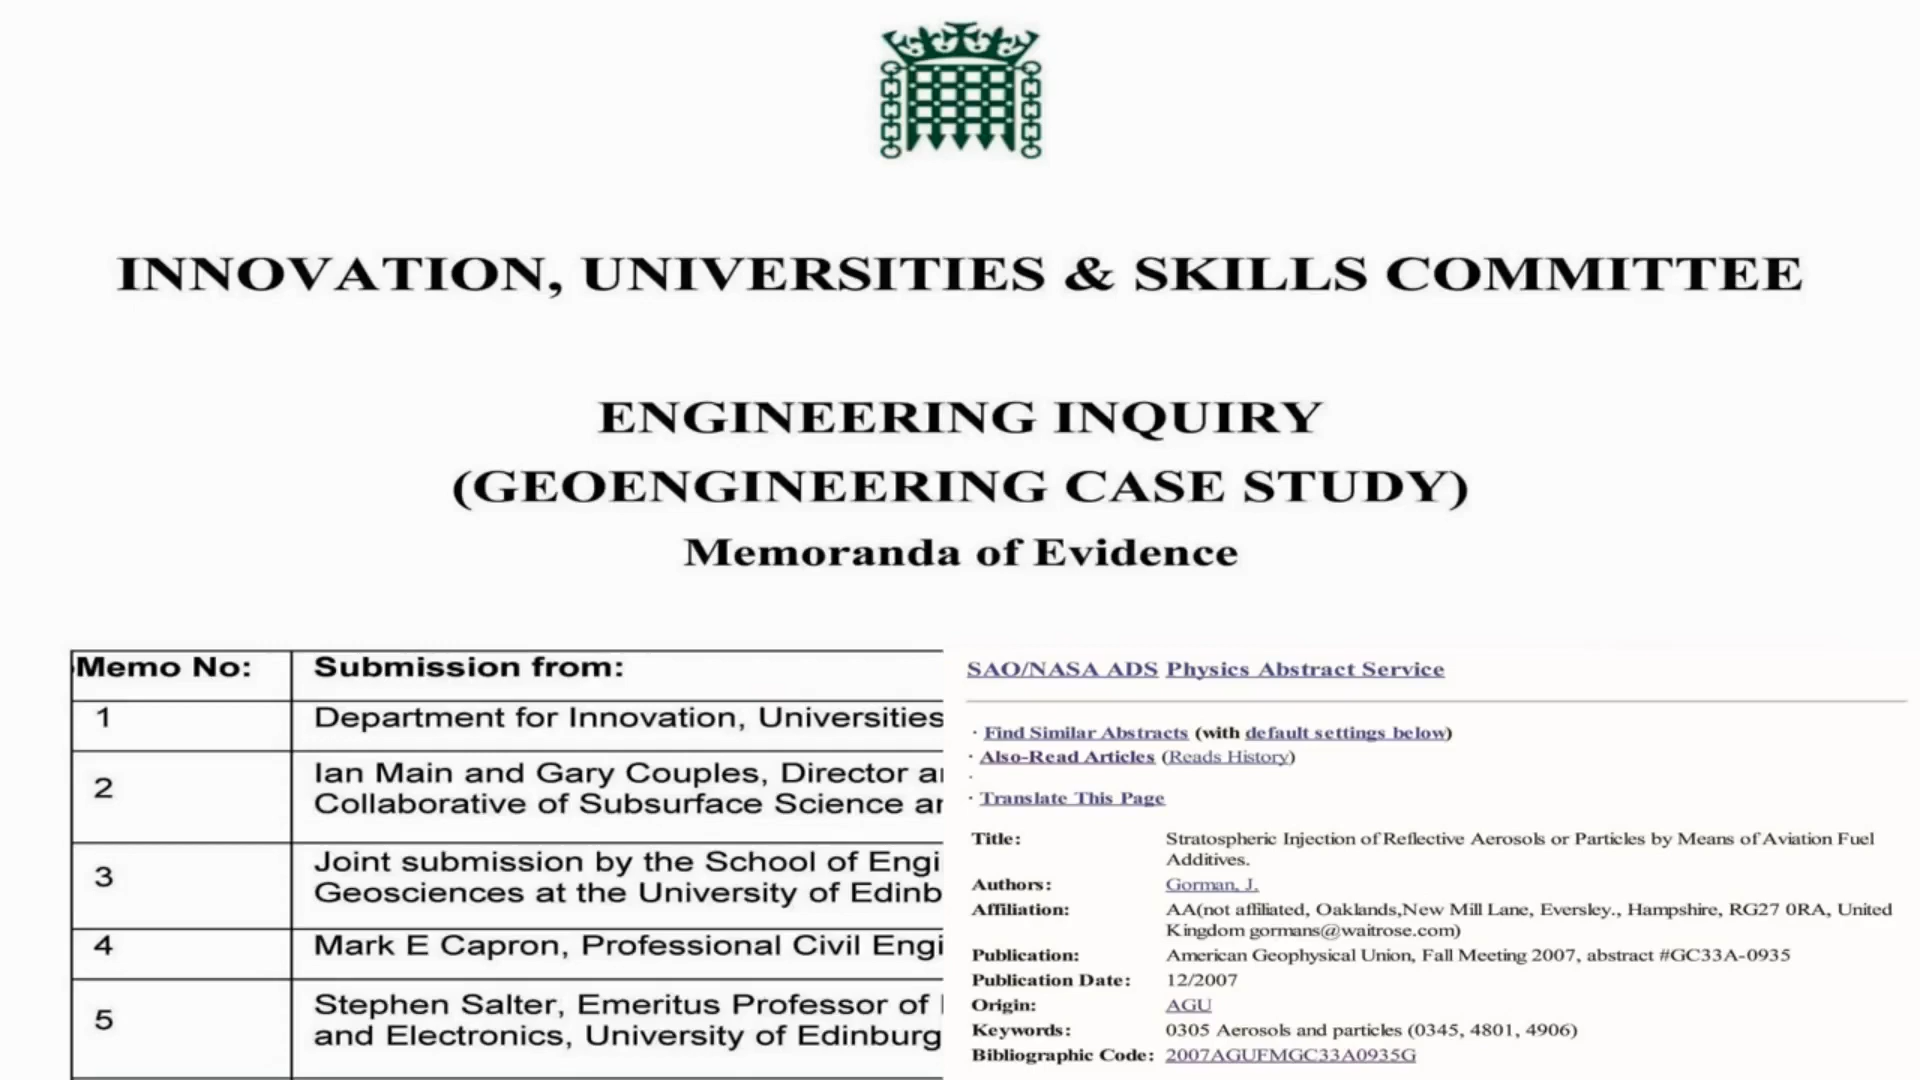 INNOVATION, UNIVERSITIES & SKILLS COMMITTEE
ENGINEERING INQUIRY
(GEOENGINEERING CASE STUDY)
Memoranda of Evidence
Memo No: Submission from:
1 Department for Innovation, Universities
2 Ian Main and Gary Couples, Director
Collaborative of Subsurface Science
3 Joint submission by the School of Engi
Geosciences at the University of Edinb
4 Mark E Capron, Professional Civil Engi
5 Stephen Salter, Emeritus Professor of
and Electronics, University of Edinburg
SAO/NASA ADS Physics Abstract Service
· Find Similar Abstracts (with default settings below)
· Also-Read Articles (Reads History)
·
· Translate This Page
Title: Stratospheric Injection of Reflective Aerosols or Particles by Means of Aviation Fuel
Additives.
Authors: Gorman, J.
Affiliation: AA(not affiliated, Oaklands,New Mill Lane, Eversley., Hampshire, RG27 0RA, United
Kingdom gormans@waitrose.com)
Publication: American Geophysical Union, Fall Meeting 2007, abstract #GC33A-0935
Publication Date: 12/2007
Origin: AGU
Keywords: 0305 Aerosols and particles (0345, 4801, 4906)
Bibliographic Code: 2007AGUFMGC33A0935G